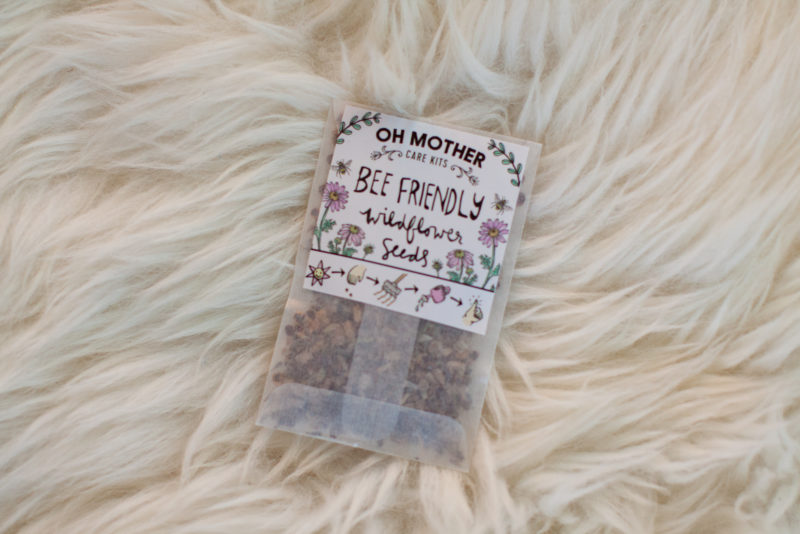 OH MOTHER
CARE KITS
BEE FRIENDLY
wildflower
Seeds